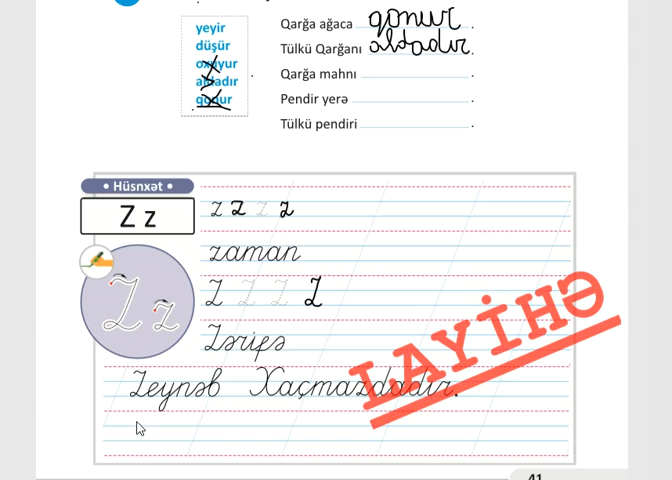 yeyir
düşür
oxuyur
aldadır
qonur
.
Qarğa ağaca qonur .
Tülkü Qarğanı aldadır.
Qarğa mahnı .
Pendir yerə .
Tülkü pendiri .
• Hüsnxət •
Z z
z z z z
zaman
Z Z Z Z
Z z
Zərifə
Zeynəb Xaçmazdadır.
LAYİHƏ
41